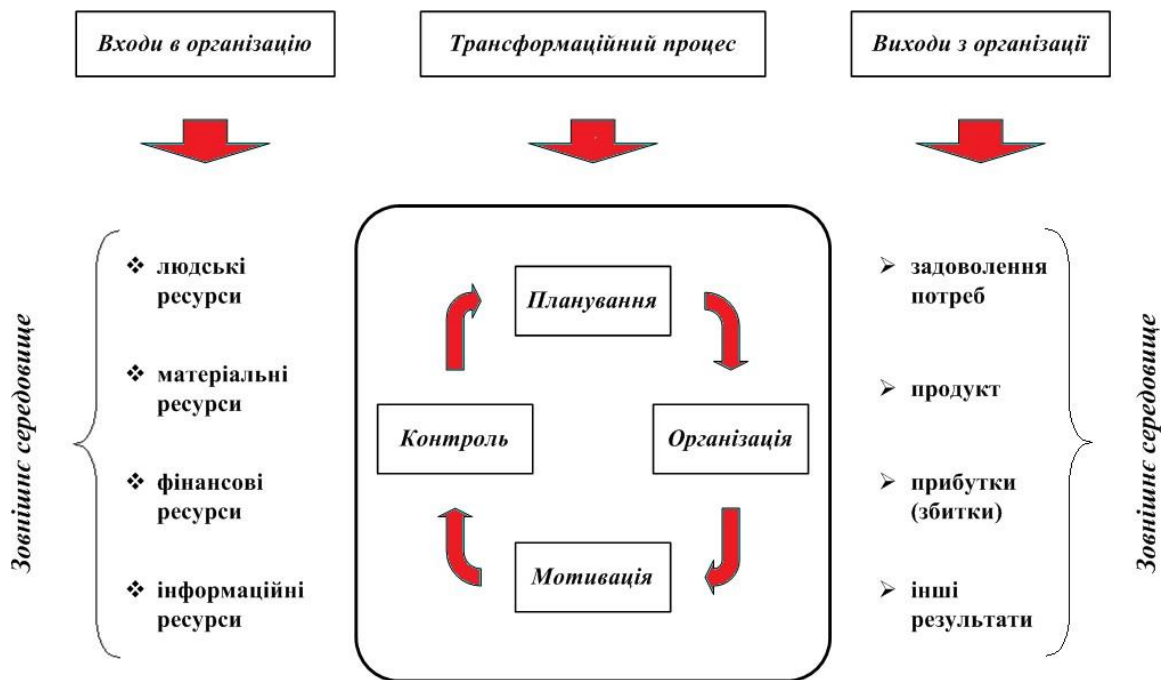 Входи в організацію
Трансформаційний процес
Виходи з організації
Зовнішнє середовище
людські
ресурси
матеріальні
ресурси
фінансові
ресурси
інформаційні
ресурси
Планування
Контроль
Організація
Мотивація
задоволення
потреб
продукт
прибутки
(збитки)
інші
результати
Зовнішнє середовище